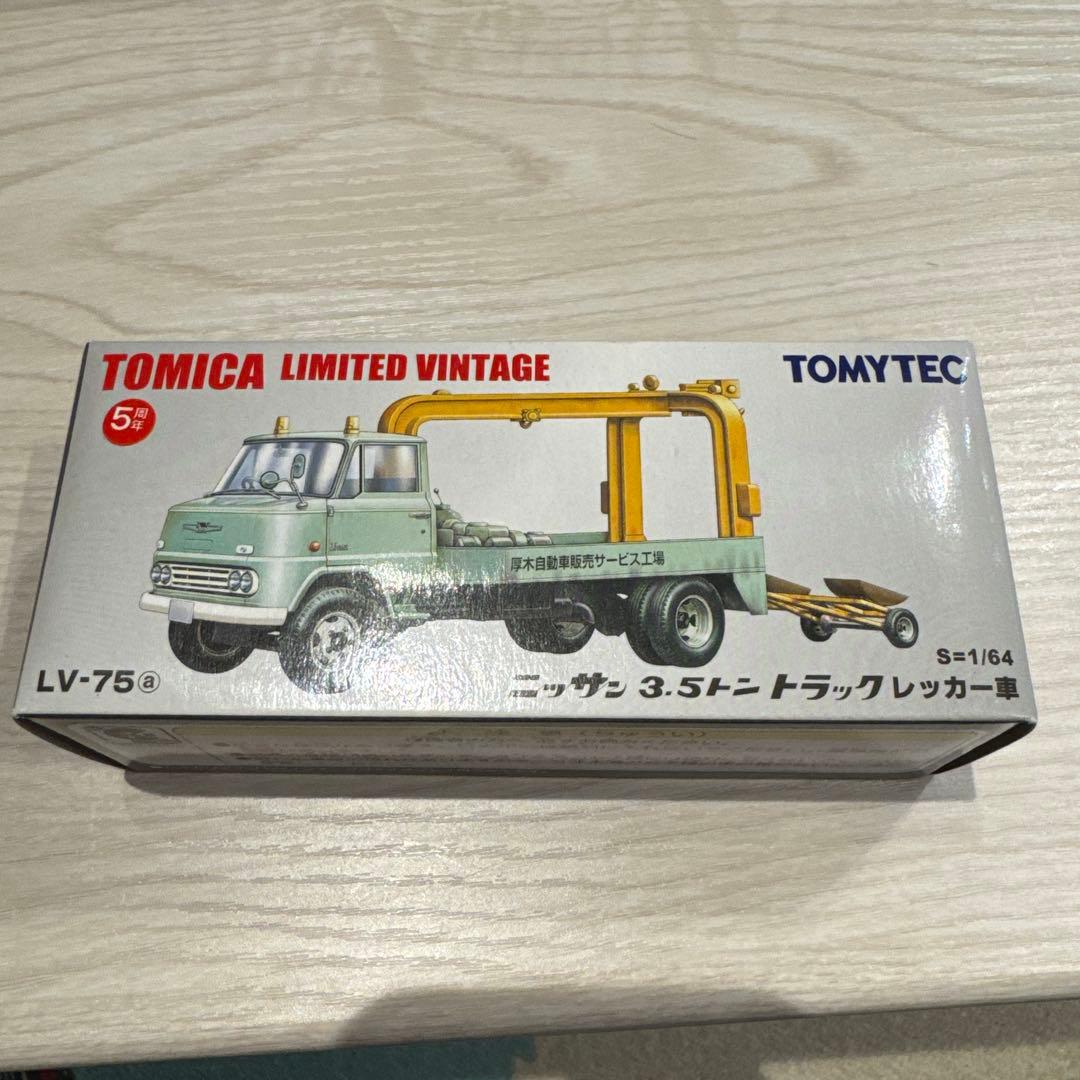 TOMICA LIMITED VINTAGE
TOMYTEC
5周年
厚木自動車販売サービス工場
S=1/64
LV-75ⓐ
ニッサン 3.5トン トラック レッカー車